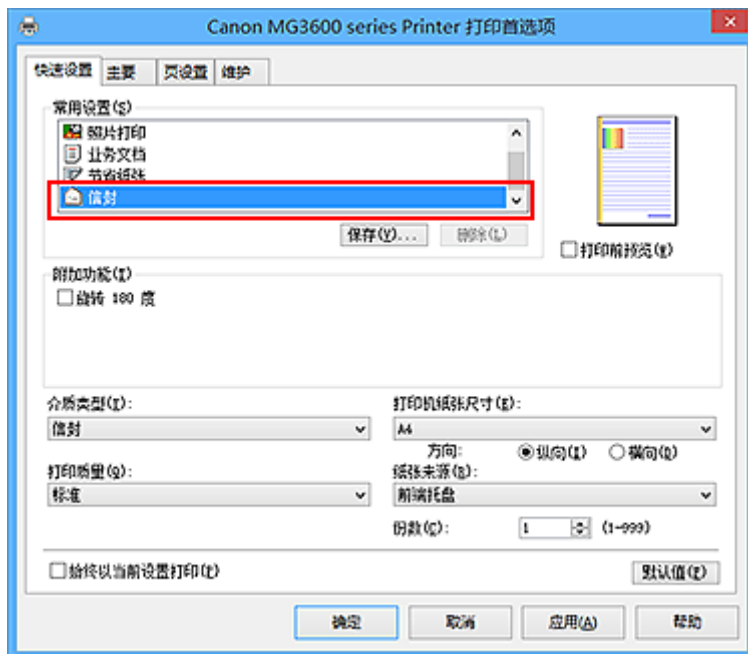 Canon MG3600 series Printer 打印首选项
快速设置 主要 页设置 维护
常用设置(S)
照片打印
业务文档
节省纸张
信封
保存(V)... 删除(L)
打印前预览(W)
附加功能(I)
旋转 180 度
介质类型(I): 打印机纸张尺寸(E):
信封 A4
方向: 纵向(1) 横向(Q)
打印质量(Q): 纸张来源(B):
标准 前端托盘
份数(C): 1 (1-999)
始终以当前设置打印(t) 默认值(F)
确定 取消 应用(A) 帮助